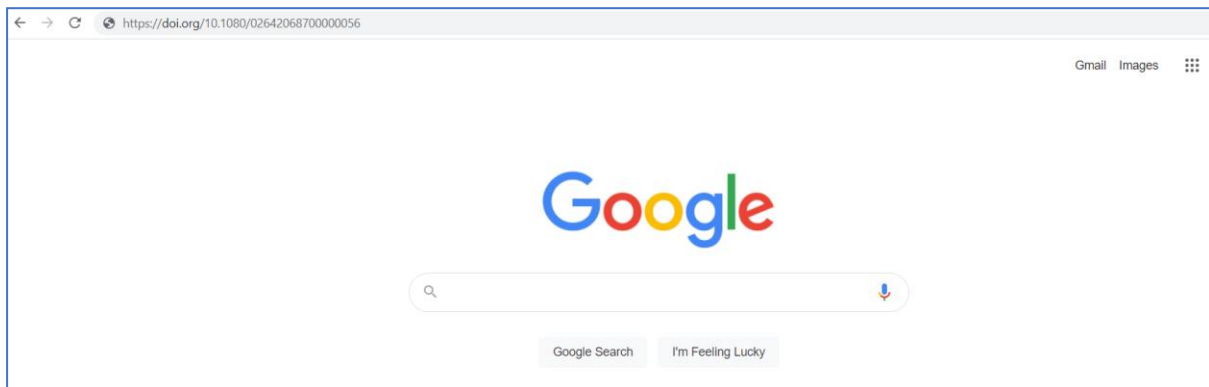 https://doi.org/10.1080/02642068700000056
Gmail Images
Google
Google Search I'm Feeling Lucky